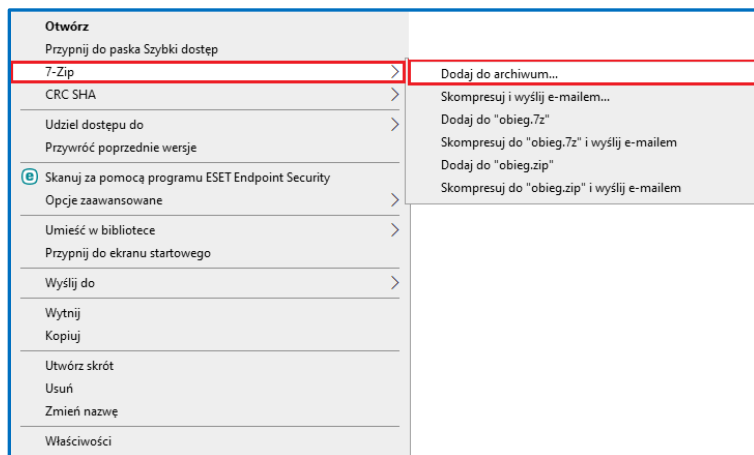 Otwórz
Przypnij do paska Szybki dostęp
7-Zip
CRC SHA
Udziel dostępu do
Przywróć poprzednie wersje
Skanuj za pomocą programu ESET Endpoint Security
Opcje zaawansowane
Umieść w bibliotece
Przypnij do ekranu startowego
Wyślij do
Wytnij
Kopiuj
Utwórz skrót
Usuń
Zmień nazwę
Właściwości
Dodaj do archiwum...
Skompresuj i wyślij e-mailem...
Dodaj do "obieg.7z"
Skompresuj do "obieg.7z" i wyślij e-mailem
Dodaj do "obieg.zip"
Skompresuj do "obieg.zip" i wyślij e-mailem